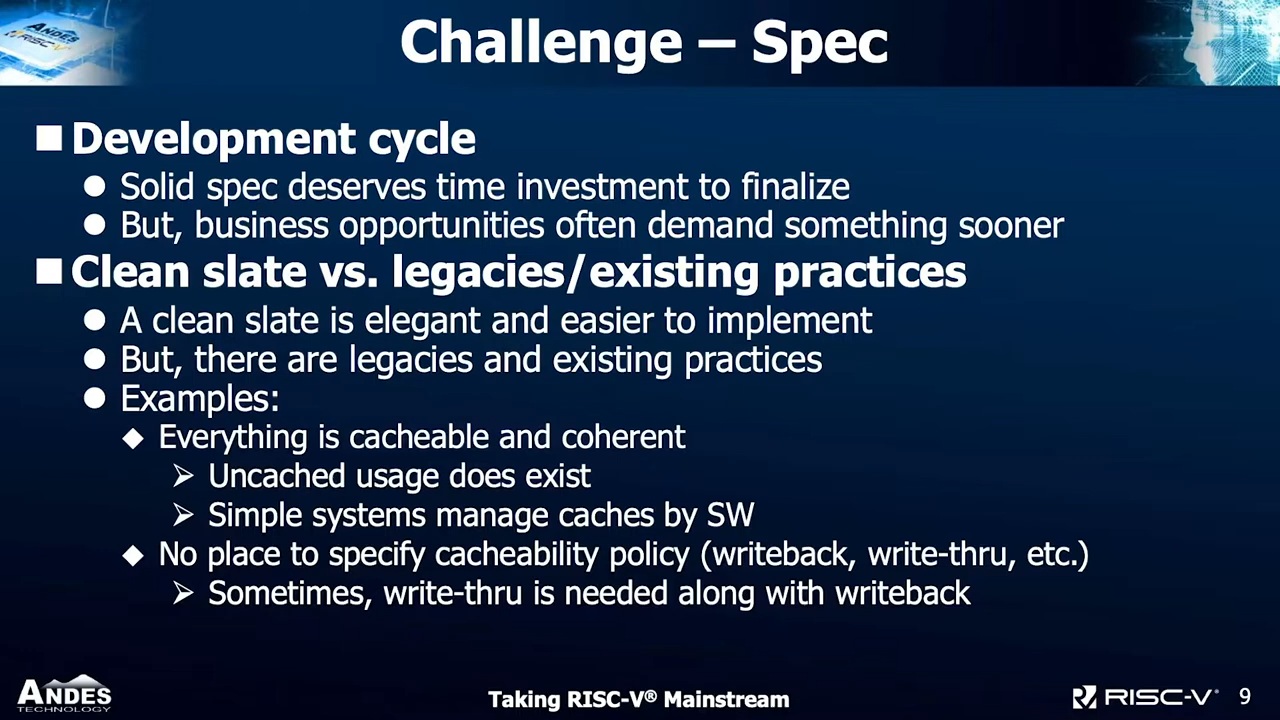 ANDES
RISC-V
Challenge – Spec
Development cycle
Solid spec deserves time investment to finalize
But, business opportunities often demand something sooner
Clean slate vs. legacies/existing practices
A clean slate is elegant and easier to implement
But, there are legacies and existing practices
Examples:
Everything is cacheable and coherent
Uncached usage does exist
Simple systems manage caches by SW
No place to specify cacheability policy (writeback, write-thru, etc.)
Sometimes, write-thru is needed along with writeback
ANDES
TECHNOLOGY
Taking RISC-V® Mainstream
RISC-V®
9